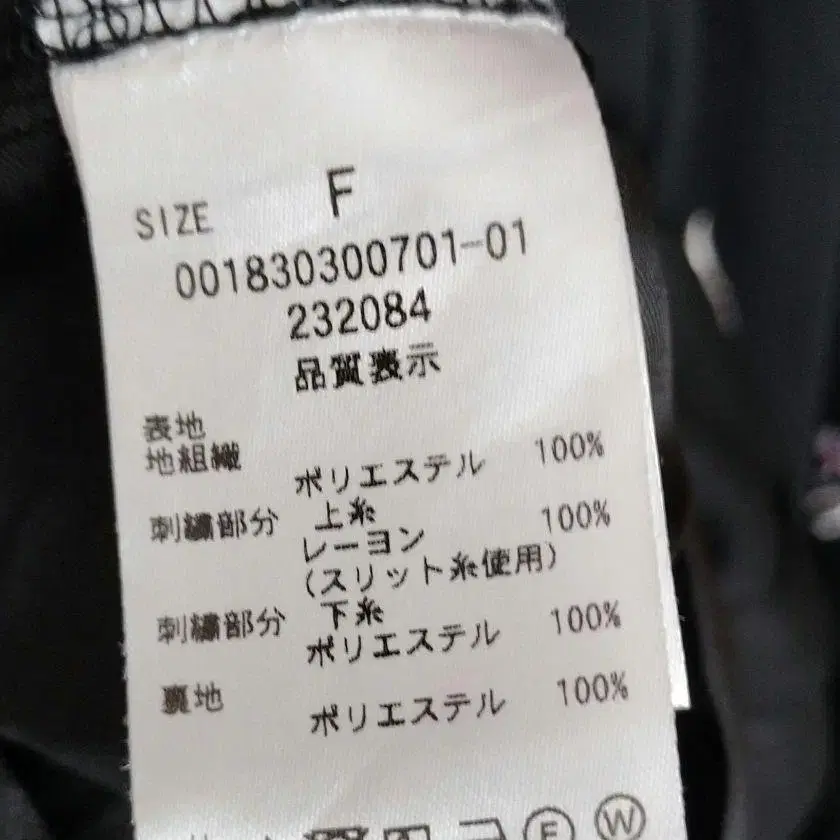 SIZE F
001830300701-01
232084
品質表示
表地
地組織
ポリエステル 100%
刺繍部分 上糸
レーヨン 100%
(スリット糸使用)
刺繍部分 下糸
ポリエステル 100%
裏地
ポリエステル 100%
F W